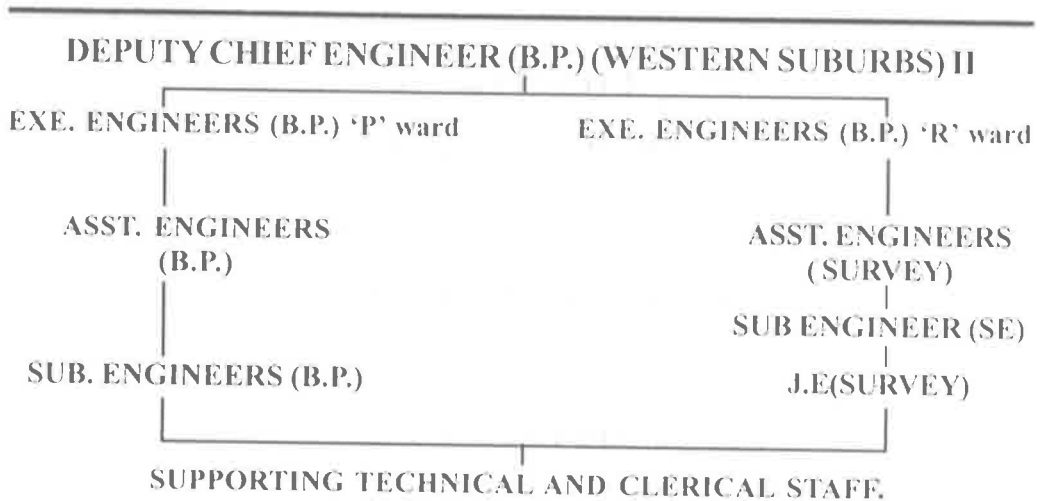 DEPUTY CHIEF ENGINEER (B.P.) (WESTERN SUBURBS) II
EXE. ENGINEERS (B.P.) ‘P’ ward
EXE. ENGINEERS (B.P.) ‘R’ ward
ASST. ENGINEERS
(B.P.)
ASST. ENGINEERS
(SURVEY)
SUB ENGINEER (SE)
SUB. ENGINEERS (B.P.)
J.E(SURVEY)
SUPPORTING TECHNICAL AND CLERICAL STAFF.